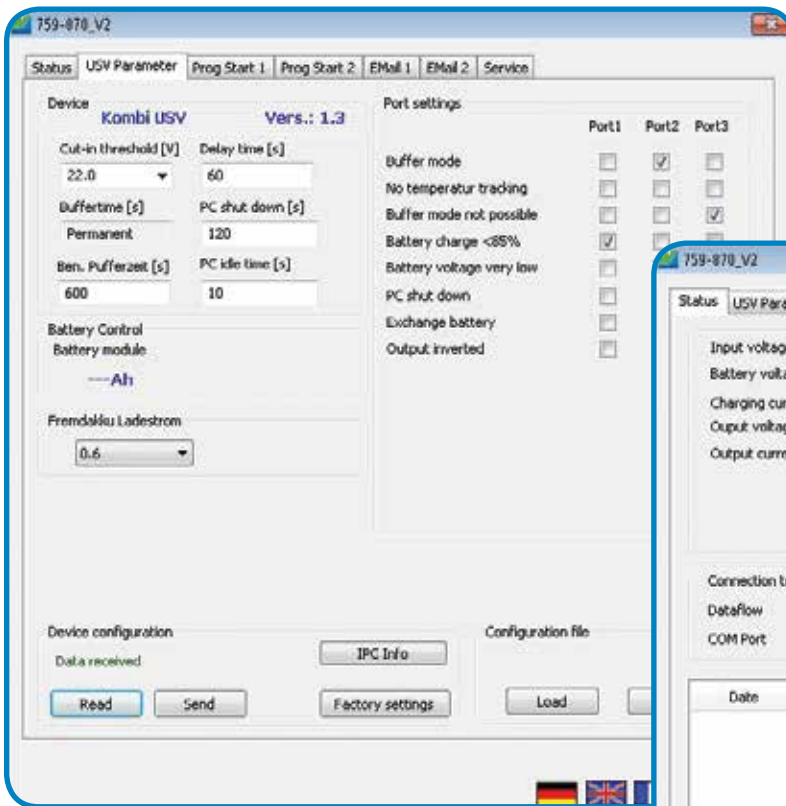 759-870_V2
Status USV Parameter Prog Start 1 Prog Start 2 EMail 1 EMail 2 Service
Device
Kombi USV Vers.: 1.3
Cut-in threshold [V] Delay time [s]
22.0 60
Buffertime [s] PC shut down [s]
Permanent 120
Ben. Pufferzeit [s] PC idle time [s]
600 10
Battery Control
Battery module
---Ah
Fremdakku Ladestrom
0.6
Device configuration
Data received
IPC Info
Read Send Factory settings
Port settings
Port1 Port2 Port3
Buffer mode
No temperatur tracking
Buffer mode not possible
Battery charge <85%
Battery voltage very low
PC shut down
Exchange battery
Output inverted
Configuration file
Load
759-870_V2
Status USV Para
Input voltag
Battery volta
Charging cur
Ouput voltag
Output curre
Connection t
Dataflow
COM Port
Date